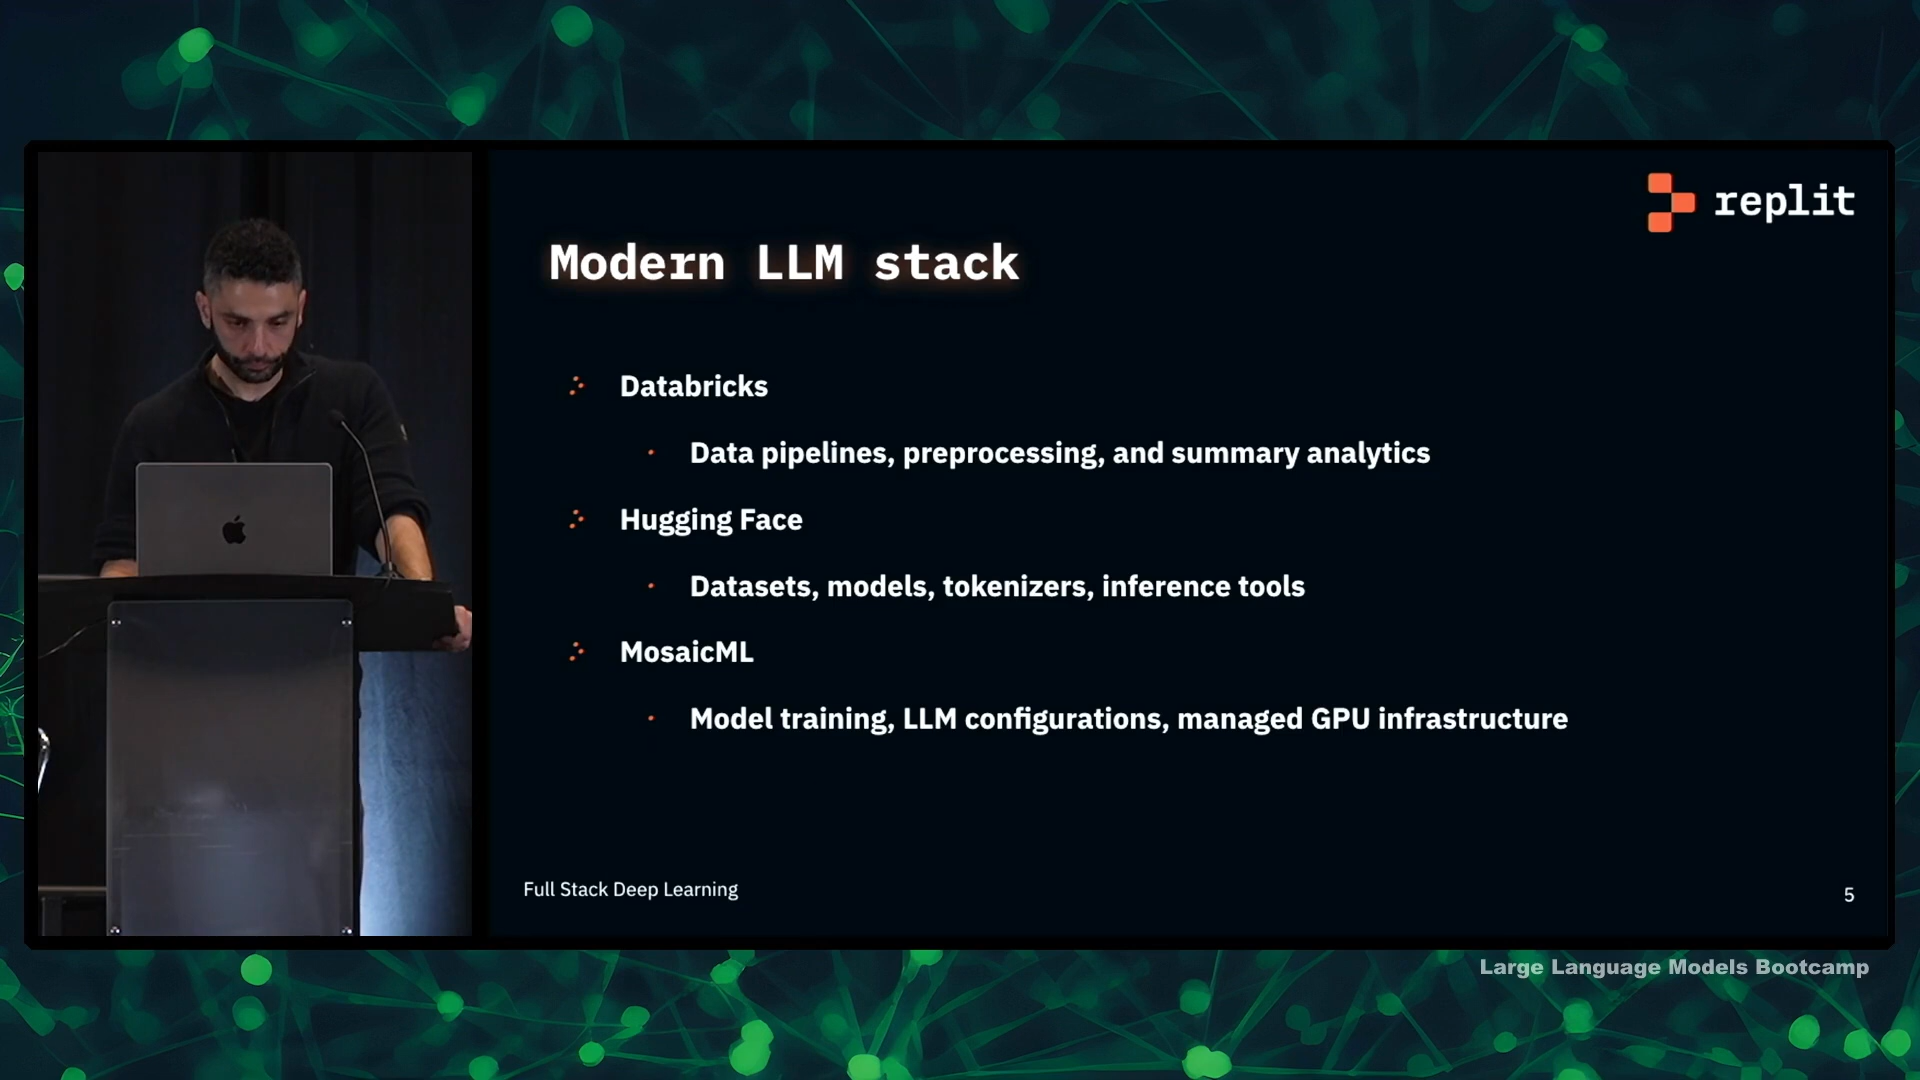 replit
Modern LLM stack
Databricks
Data pipelines, preprocessing, and summary analytics
Hugging Face
Datasets, models, tokenizers, inference tools
MosaicML
Model training, LLM configurations, managed GPU infrastructure
Full Stack Deep Learning
5
Large Language Models Bootcamp